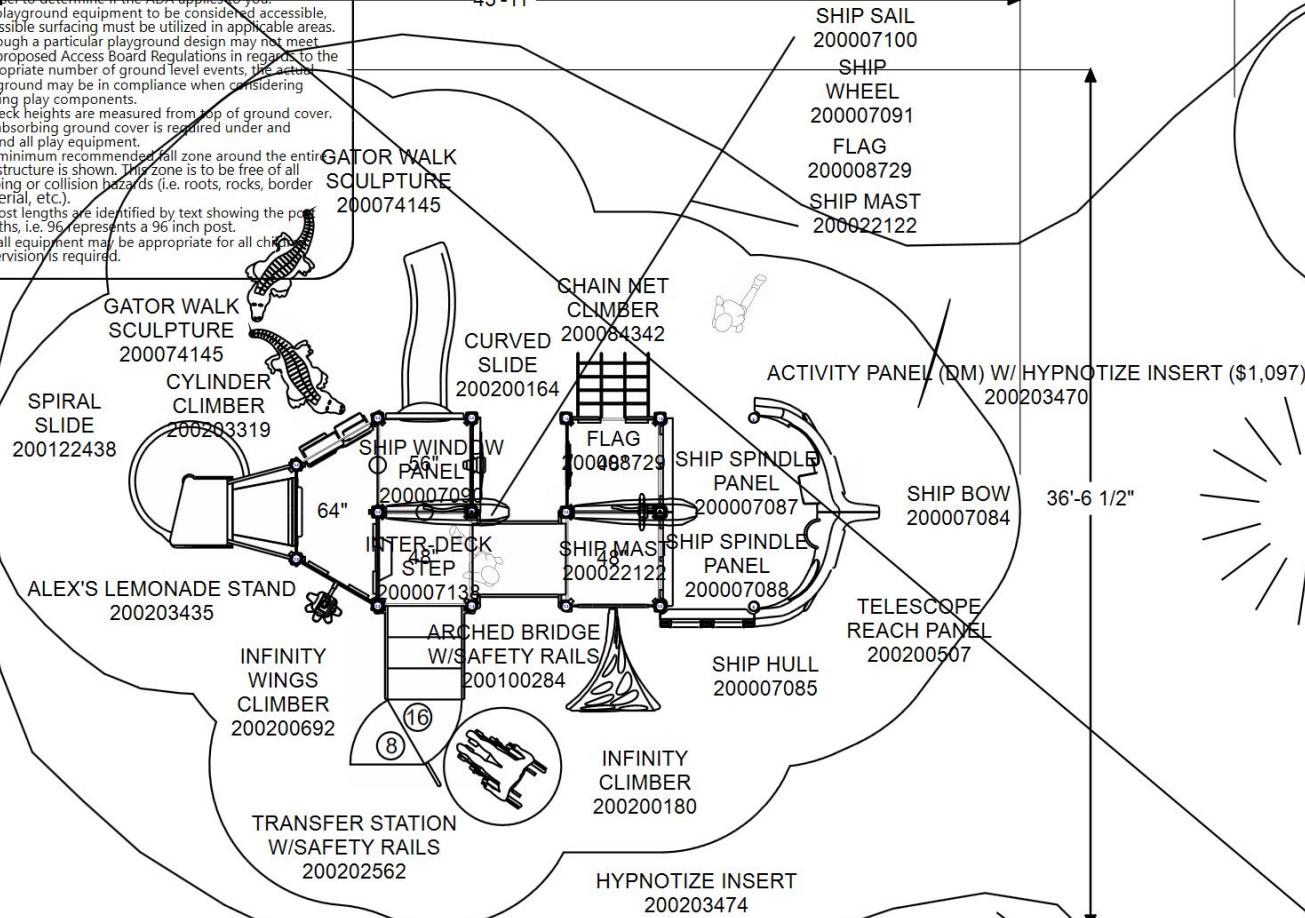 playground equipment to be considered accessible,
ssible surfacing must be utilized in applicable areas.
ough a particular playground design may not meet
proposed Access Board Regulations in regards to the
opriate number of ground level events, the actual
ground may be in compliance when considering
ing play components.
eck heights are measured from top of ground cover.
absorbing ground cover is required under and
nd all play equipment.
minimum recommended fall zone around the entire
structure is shown. This zone is to be free of all
ing or collision hazards (i.e. roots, rocks, border
erial, etc.).
ost lengths are identified by text showing the post
ths, i.e. 96 represents a 96 inch post.
all equipment may be appropriate for all children
ervision is required.
SHIP SAIL
200007100
SHIP
WHEEL
200007091
FLAG
200008729
SHIP MAST
200022122
GATOR WALK
SCULPTURE
200074145
GATOR WALK
SCULPTURE
200074145
CHAIN NET
CLIMBER
200084342
CURVED
SLIDE
200200164
CYLINDER
CLIMBER
200203319
SPIRAL
SLIDE
200122438
ACTIVITY PANEL (DM) W/ HYPNOTIZE INSERT ($1,097)
200203470
SHIP WINDOW
PANEL
200007090
56"
FLAG
200008729
48"
SHIP SPINDLE
PANEL
200007087
SHIP BOW
200007084
36'-6 1/2"
64"
INTER-DECK
STEP
200007138
48"
SHIP MAST
200022122
48"
SHIP SPINDLE
PANEL
200007088
ALEX'S LEMONADE STAND
200203435
TELESCOPE
REACH PANEL
200200507
ARCHED BRIDGE
W/SAFETY RAILS
200100284
SHIP HULL
200007085
INFINITY
WINGS
CLIMBER
200200692
16
8
INFINITY
CLIMBER
200200180
TRANSFER STATION
W/SAFETY RAILS
200202562
HYPNOTIZE INSERT
200203474